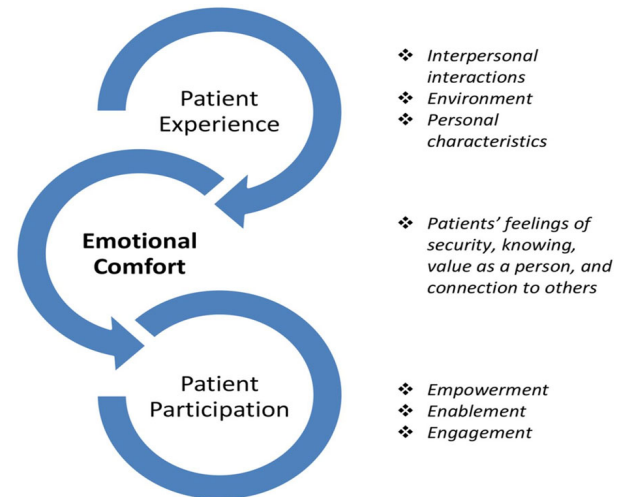 Patient
Experience
❖ Interpersonal
interactions
❖ Environment
❖ Personal
characteristics
Emotional
Comfort
❖ Patients' feelings of
security, knowing,
value as a person, and
connection to others
Patient
Participation
❖ Empowerment
❖ Enablement
❖ Engagement